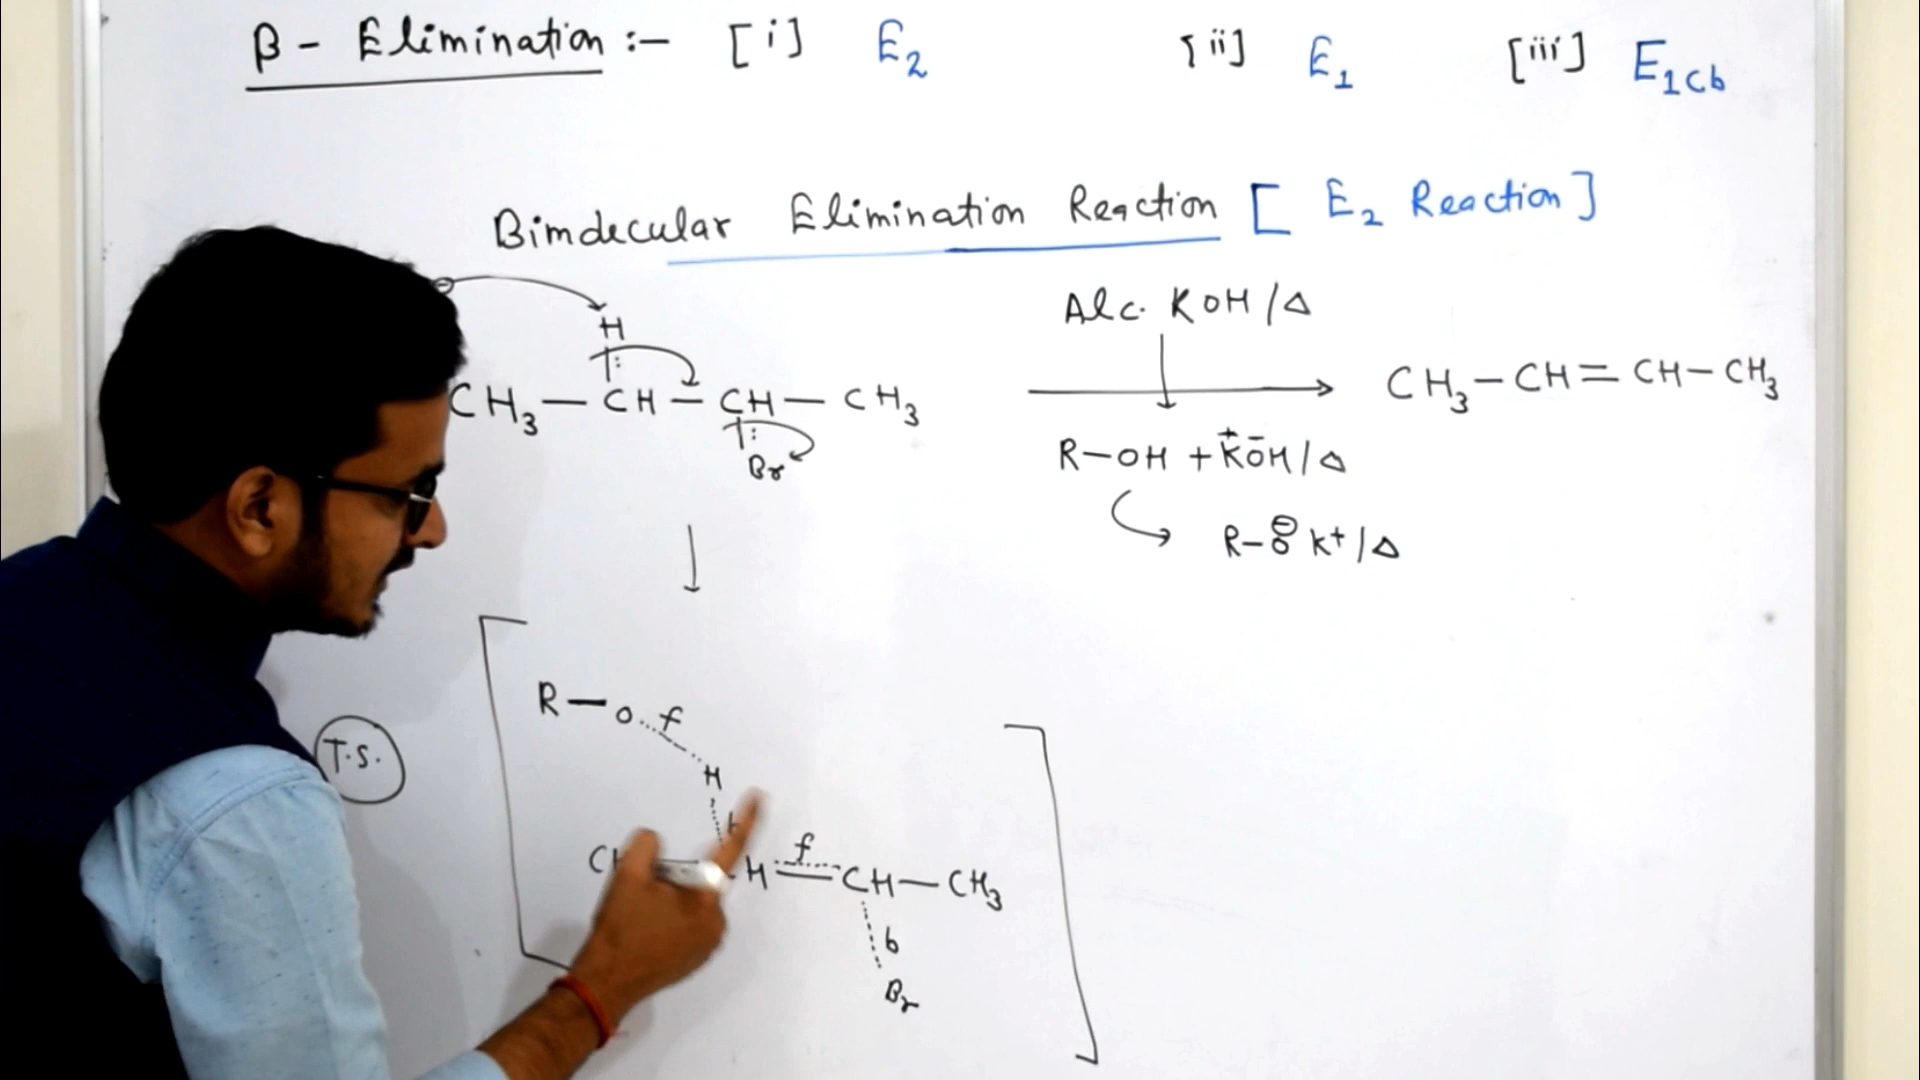 β - Elimination :- [i] E₂ [ii] E₁ [iii] E₁cb
Bimolecular Elimination Reaction [ E₂ Reaction ]
⊖
Alc. KOH / Δ
H
CH₃ — CH — CH — CH₃
CH₃ — CH = CH — CH₃
Br
R — OH + K⁺ O⁻H / Δ
R — O⊖ K⁺ / Δ
R — O f
T.S.
H
b
f
H CH — CH₃
b
Br